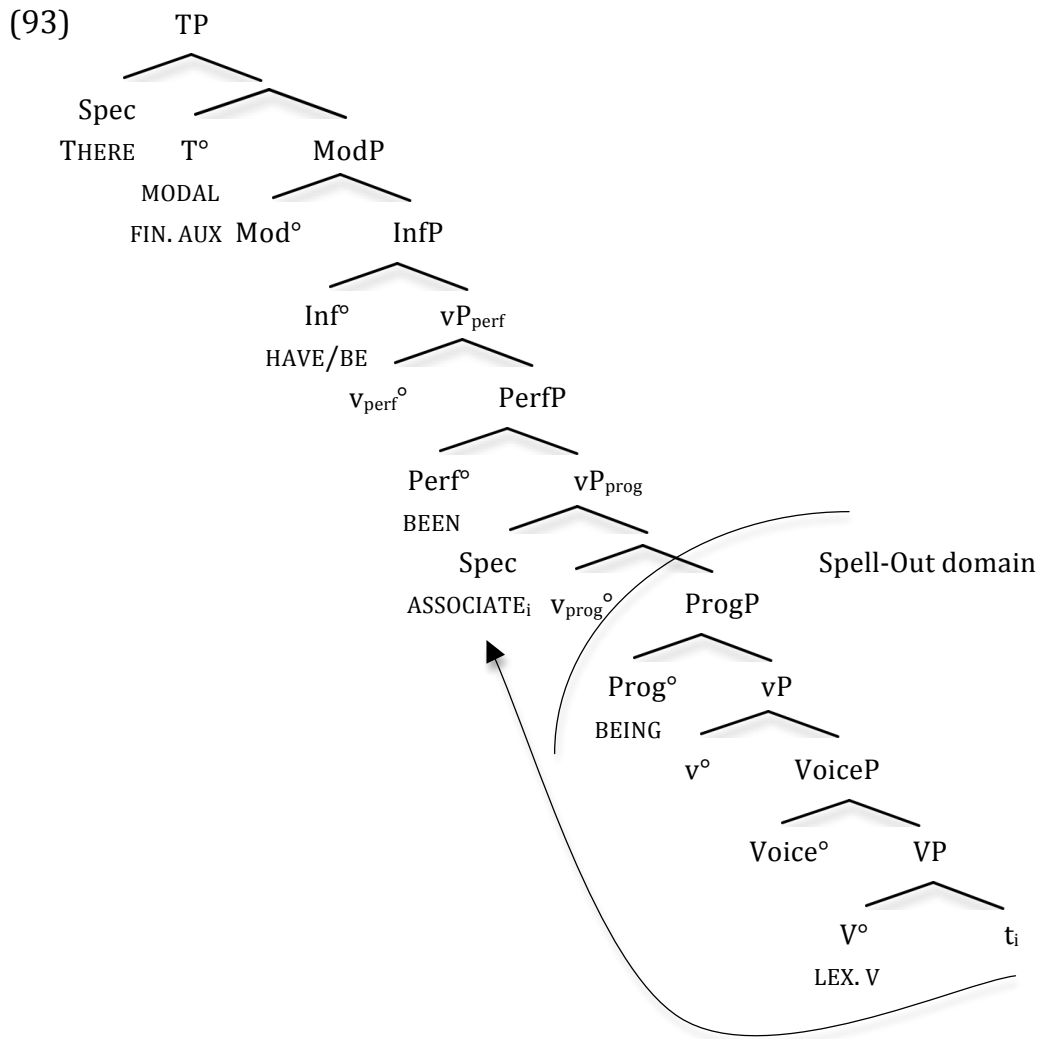 (93) TP
Spec
THERE T° ModP
MODAL
FIN. AUX Mod° InfP
Inf° vPperf
HAVE/BE
vperf° PerfP
Perf° vPprog
BEEN
Spec Spell-Out domain
ASSOCIATEi vprog° ProgP
Prog° vP
BEING
v° VoiceP
Voice° VP
V° ti
LEX. V